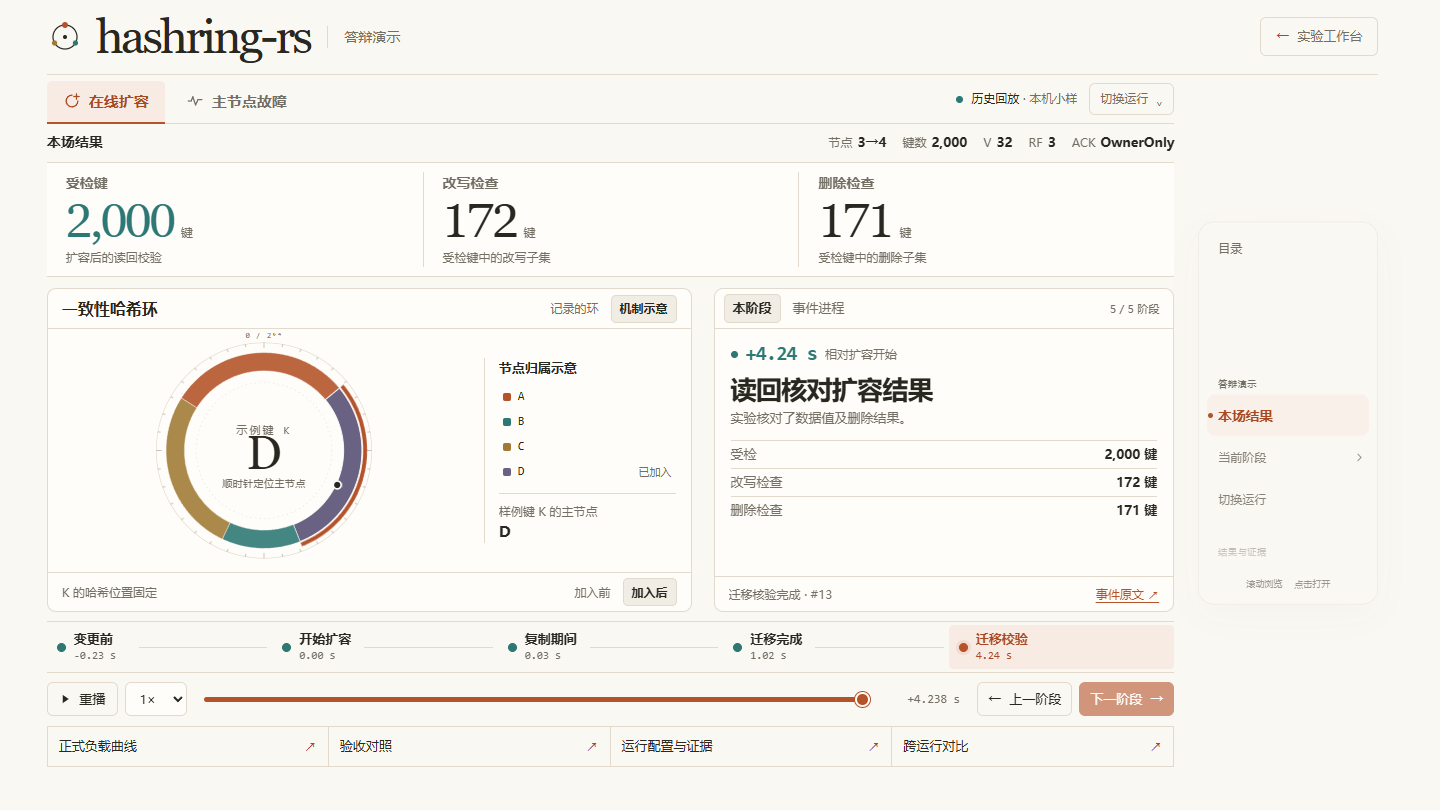 hashring-rs
答辩演示
← 实验工作台
在线扩容
主节点故障
历史回放 · 本机小样
切换运行
本场结果
节点 3→4 键数 2,000 V 32 RF 3 ACK OwnerOnly
受检键
2,000 键
扩容后的读回校验
改写检查
172 键
受检键中的改写子集
删除检查
171 键
受检键中的删除子集
一致性哈希环
记录的环
机制示意
示例键 K
D
顺时针定位主节点
节点归属示意
A
B
C
D 已加入
样例键 K 的主节点
D
K 的哈希位置固定
加入前
加入后
本阶段
事件进程
5 / 5 阶段
+4.24 s 相对扩容开始
读回核对扩容结果
实验核对了数据值及删除结果。
受检 2,000 键
改写检查 172 键
删除检查 171 键
迁移核验完成 · #13
事件原文 ↗
变更前
-0.23 s
开始扩容
0.00 s
复制期间
0.03 s
迁移完成
1.02 s
迁移校验
4.24 s
重播
1×
+4.238 s
← 上一阶段
下一阶段 →
正式负载曲线 ↗
验收对照 ↗
运行配置与证据 ↗
跨运行对比 ↗
目录
答辩演示
本场结果
当前阶段
切换运行
结果与证据
滚动浏览 点击打开